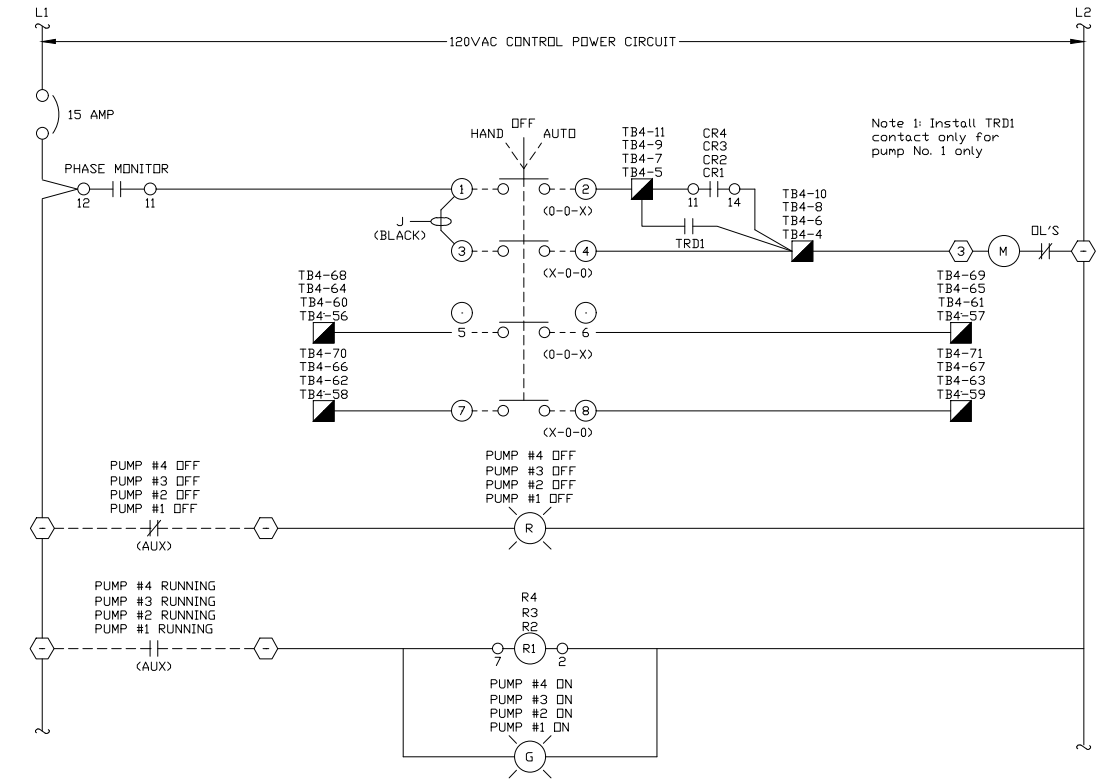 L1
L2
120VAC CONTROL POWER CIRCUIT
15 AMP
Note 1: Install TRD1
contact only for
pump No. 1 only
OFF
HAND
AUTO
TB4-11
TB4-9
TB4-7
TB4-5
CR4
CR3
CR2
CR1
PHASE MONITOR
12
11
1
2
(0-0-X)
11
14
TB4-10
TB4-8
TB4-6
TB4-4
J
(BLACK)
TRD1
OL'S
3
4
(X-0-0)
3
M
-
TB4-68
TB4-64
TB4-60
TB4-56
TB4-69
TB4-65
TB4-61
TB4-57
5
6
(0-0-X)
TB4-70
TB4-66
TB4-62
TB4-58
TB4-71
TB4-67
TB4-63
TB4-59
7
8
(X-0-0)
PUMP #4 OFF
PUMP #3 OFF
PUMP #2 OFF
PUMP #1 OFF
PUMP #4 OFF
PUMP #3 OFF
PUMP #2 OFF
PUMP #1 OFF
-
-
R
(AUX)
PUMP #4 RUNNING
PUMP #3 RUNNING
PUMP #2 RUNNING
PUMP #1 RUNNING
R4
R3
R2
-
-
R1
7
2
(AUX)
PUMP #4 ON
PUMP #3 ON
PUMP #2 ON
PUMP #1 ON
G